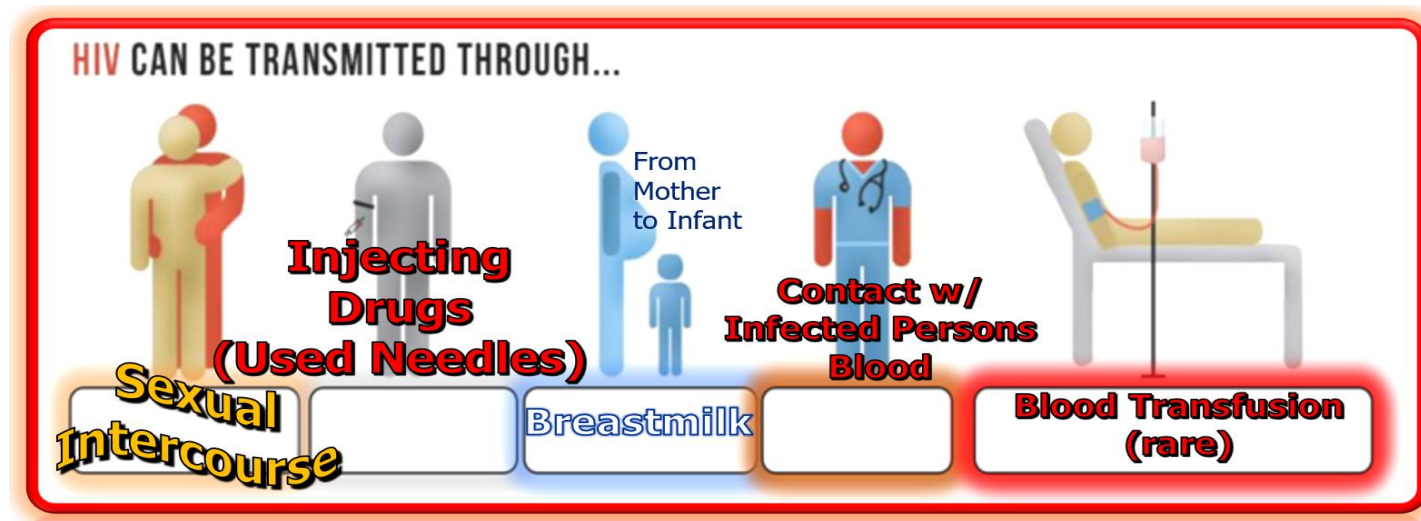 HIV CAN BE TRANSMITTED THROUGH...
From
Mother
to Infant
Injecting
Drugs
(Used Needles)
Contact w/
Infected Persons
Blood
Sexual
Intercourse
Breastmilk
Blood Transfusion
(rare)